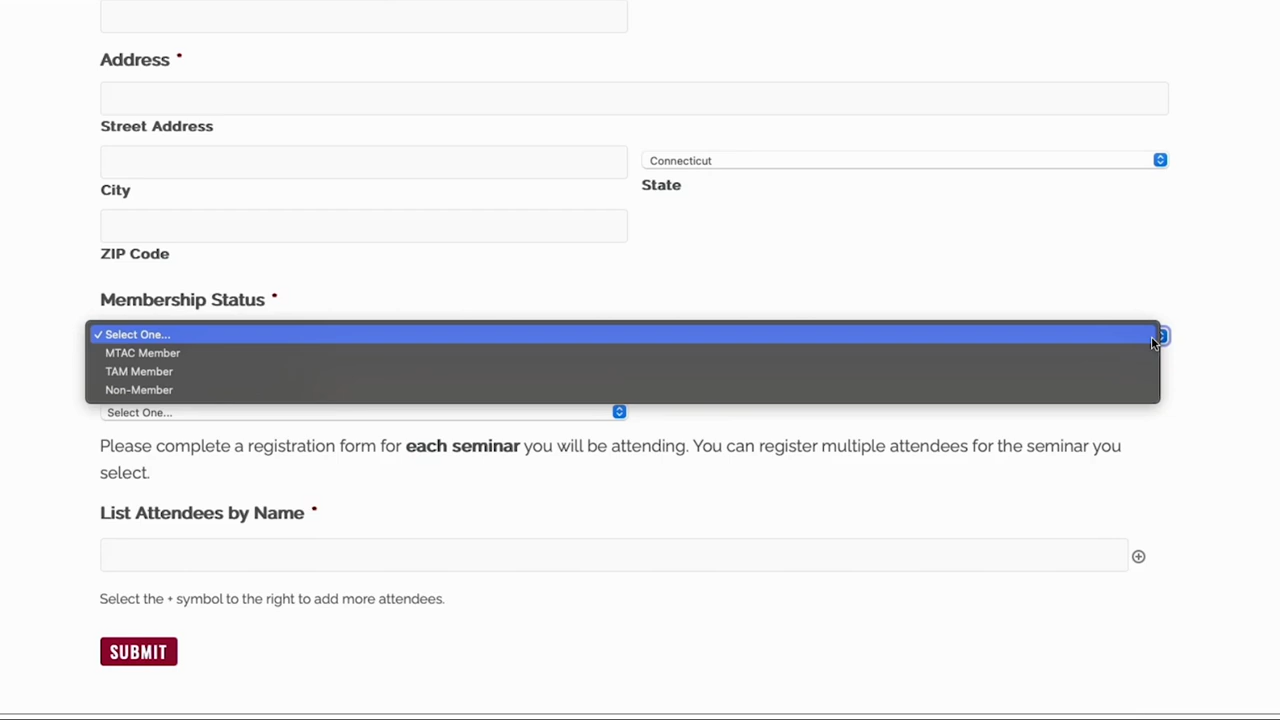 Address *
Street Address
Connecticut
City
State
ZIP Code
Membership Status *
✓ Select One...
MTAC Member
TAM Member
Non-Member
Select One...
Please complete a registration form for each seminar you will be attending. You can register multiple attendees for the seminar you
select.
List Attendees by Name *
Select the + symbol to the right to add more attendees.
SUBMIT